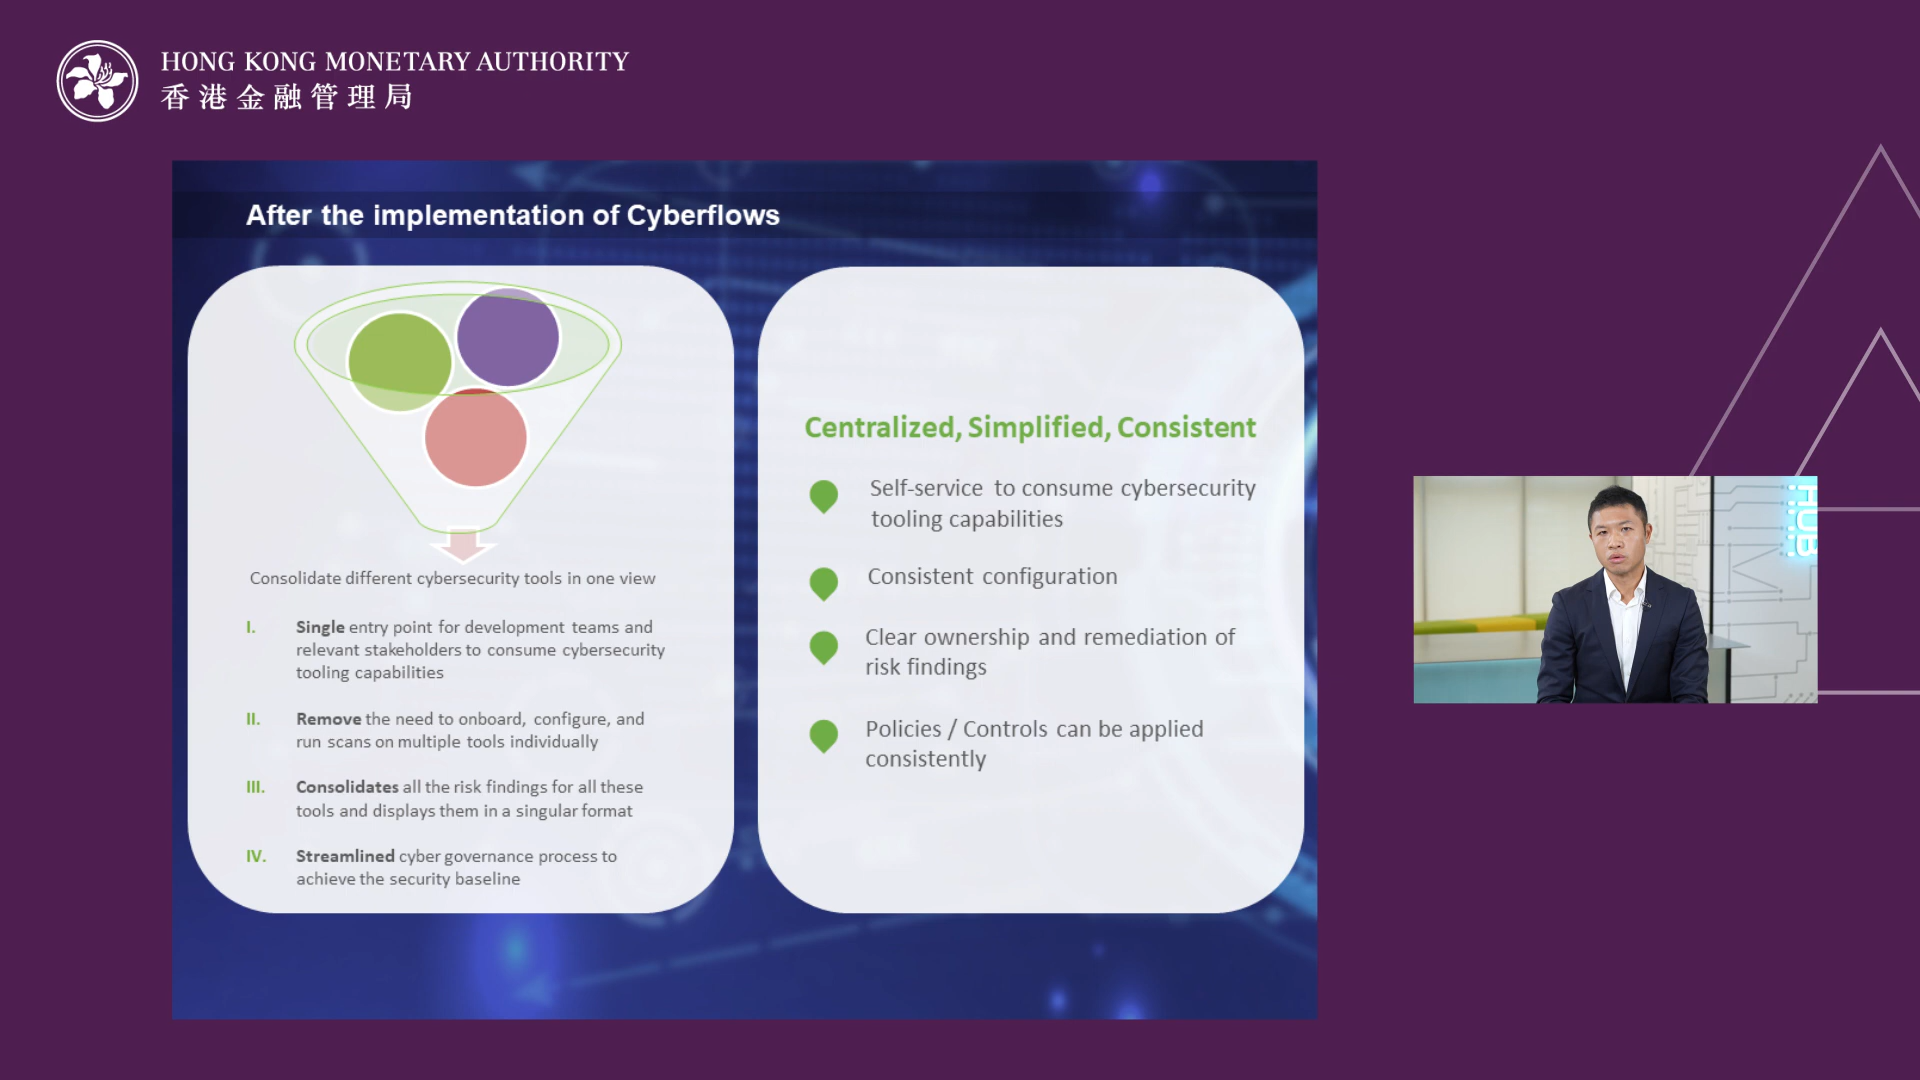 HONG KONG MONETARY AUTHORITY
香港金融管理局
After the implementation of Cyberflows
Consolidate different cybersecurity tools in one view
I. Single entry point for development teams and
relevant stakeholders to consume cybersecurity
tooling capabilities
II. Remove the need to onboard, configure, and
run scans on multiple tools individually
III. Consolidates all the risk findings for all these
tools and displays them in a singular format
IV. Streamlined cyber governance process to
achieve the security baseline
Centralized, Simplified, Consistent
Self-service to consume cybersecurity
tooling capabilities
Consistent configuration
Clear ownership and remediation of
risk findings
Policies / Controls can be applied
consistently
HUB